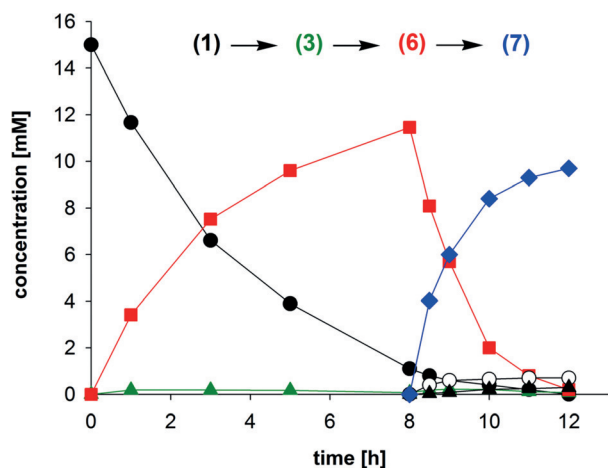 (1) → (3) → (6) → (7)
16
14
12
10
8
6
4
2
0
concentration [mM]
0 2 4 6 8 10 12
time [h]